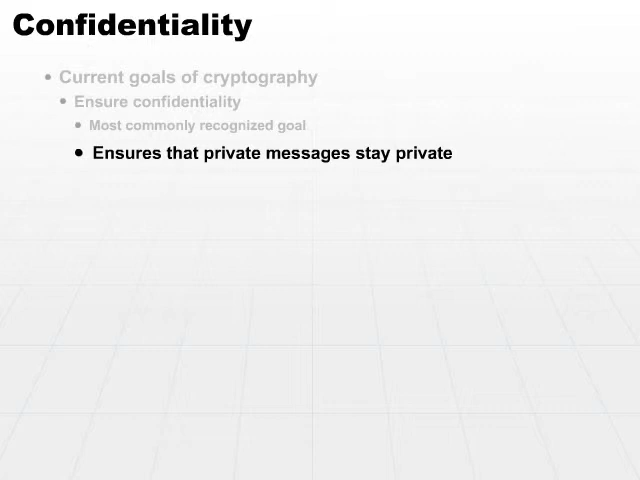 Confidentiality
• Current goals of cryptography
• Ensure confidentiality
• Most commonly recognized goal
• Ensures that private messages stay private